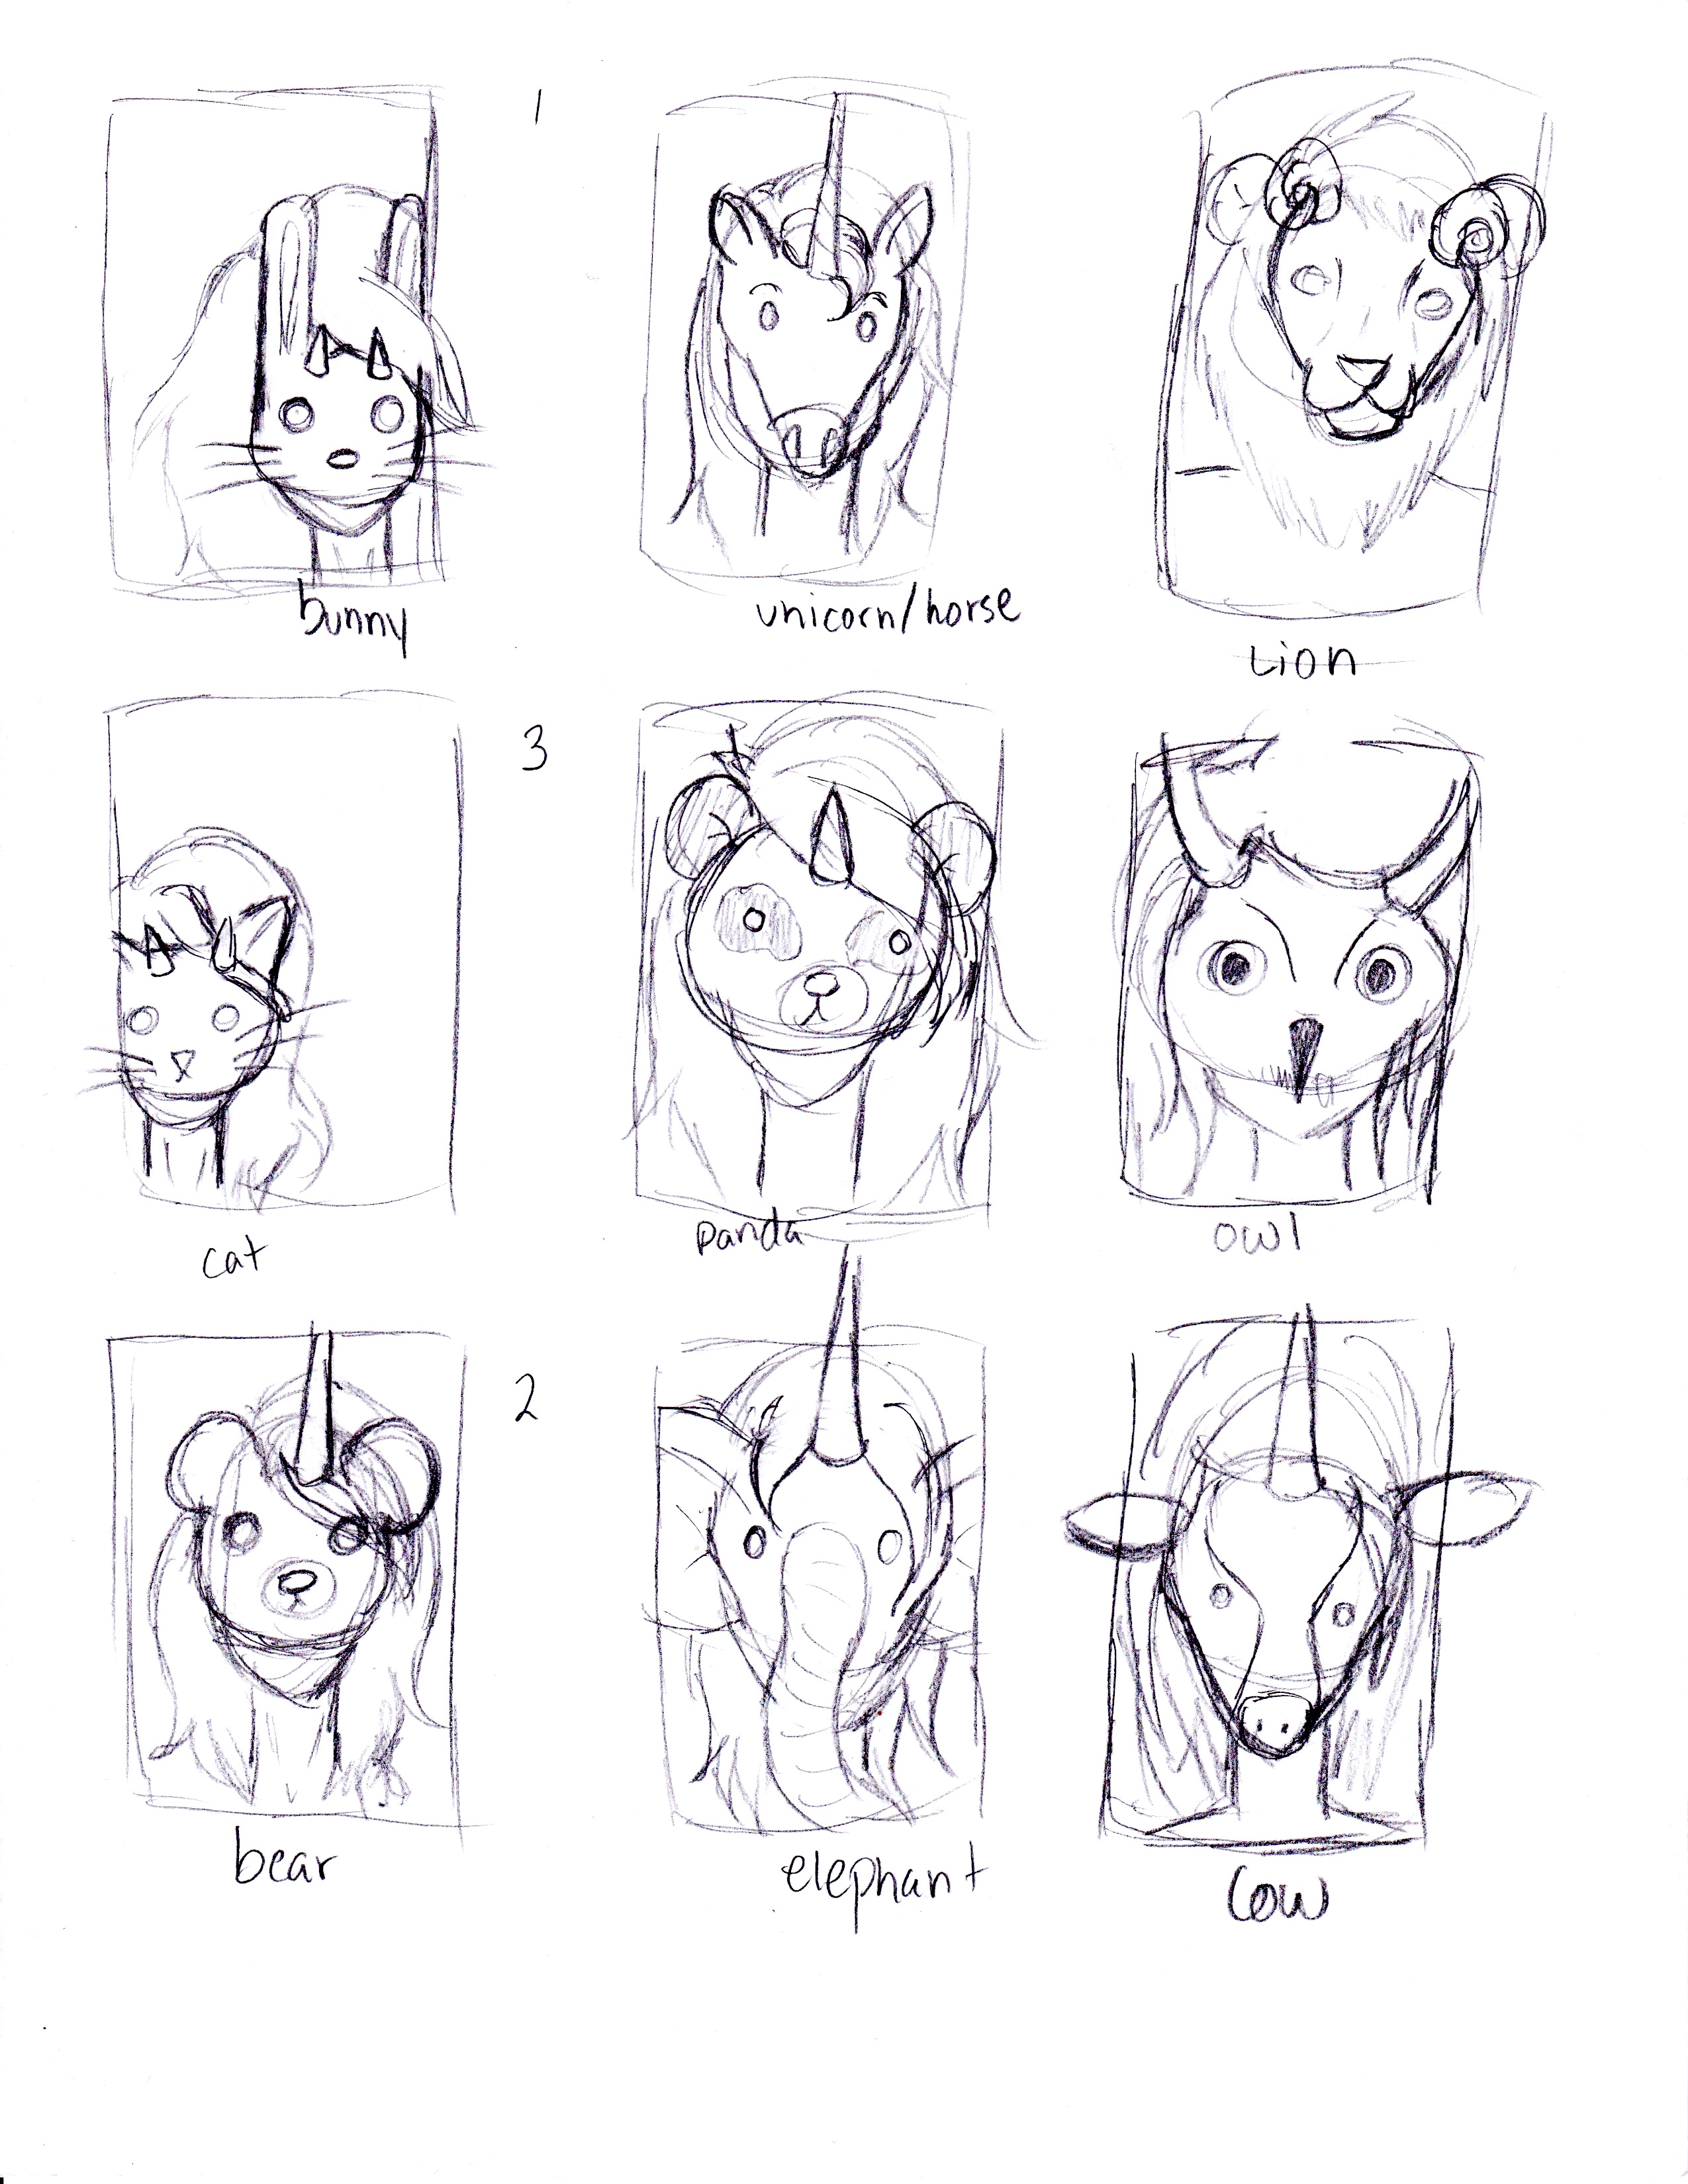 1
bunny
unicorn/horse
Lion
3
cat
panda
owl
2
bear
elephant
Cow